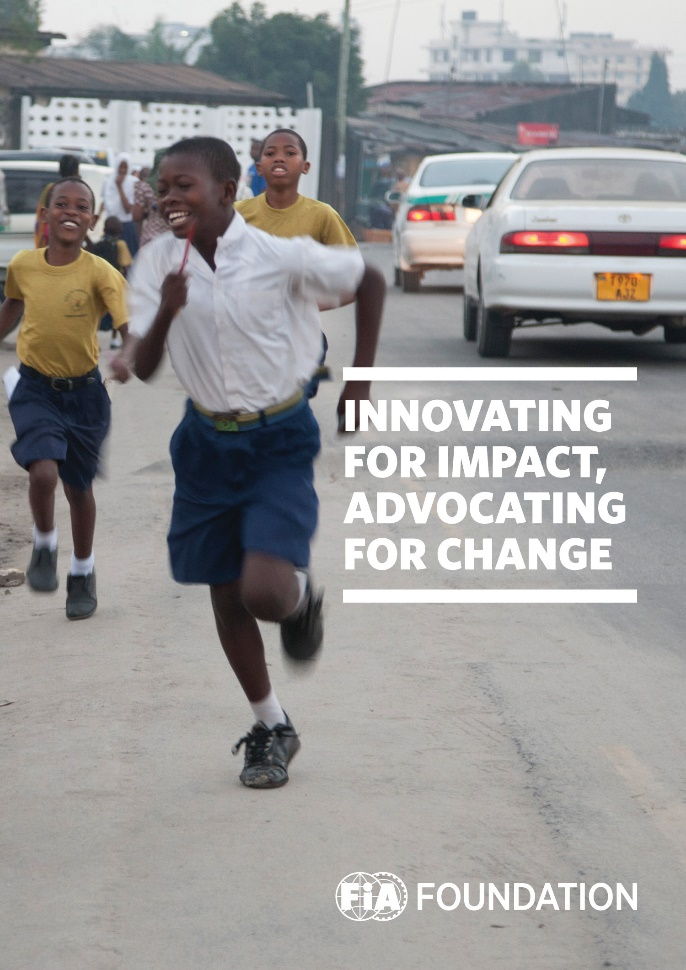 INNOVATING
FOR IMPACT,
ADVOCATING
FOR CHANGE
FiA FOUNDATION